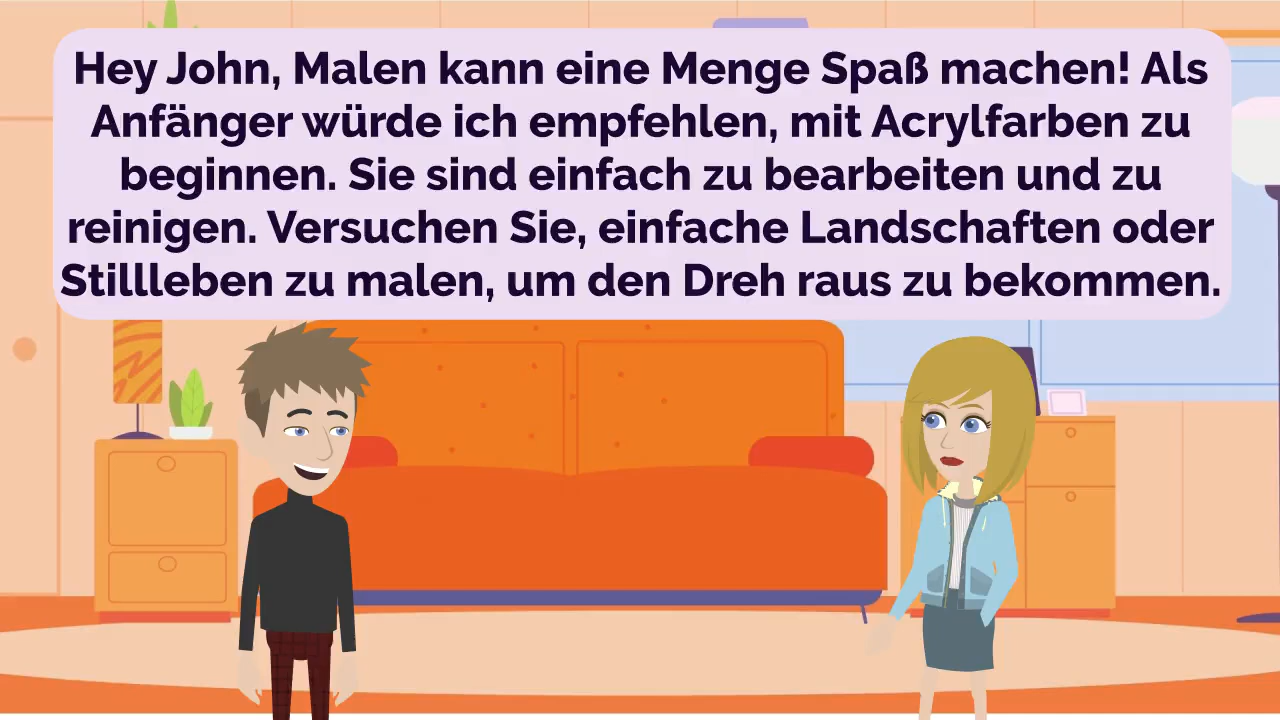 Hey John, Malen kann eine Menge Spaß machen! Als
Anfänger würde ich empfehlen, mit Acrylfarben zu
beginnen. Sie sind einfach zu bearbeiten und zu
reinigen. Versuchen Sie, einfache Landschaften oder
Stillleben zu malen, um den Dreh raus zu bekommen.